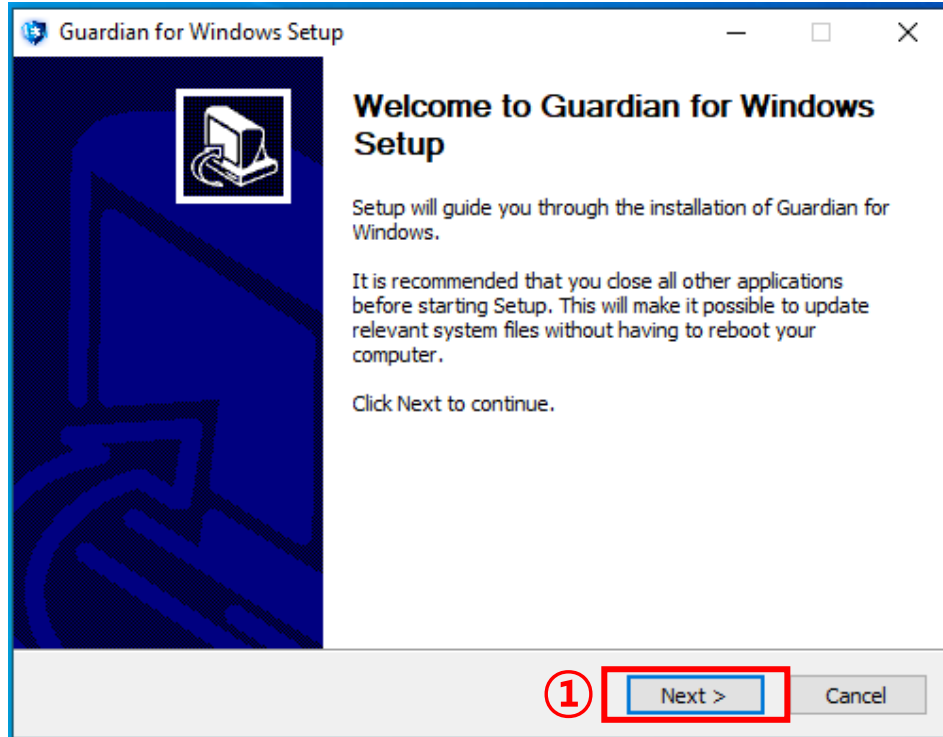 Guardian for Windows Setup
Welcome to Guardian for Windows
Setup
Setup will guide you through the installation of Guardian for
Windows.
It is recommended that you close all other applications
before starting Setup. This will make it possible to update
relevant system files without having to reboot your
computer.
Click Next to continue.
① Next > Cancel